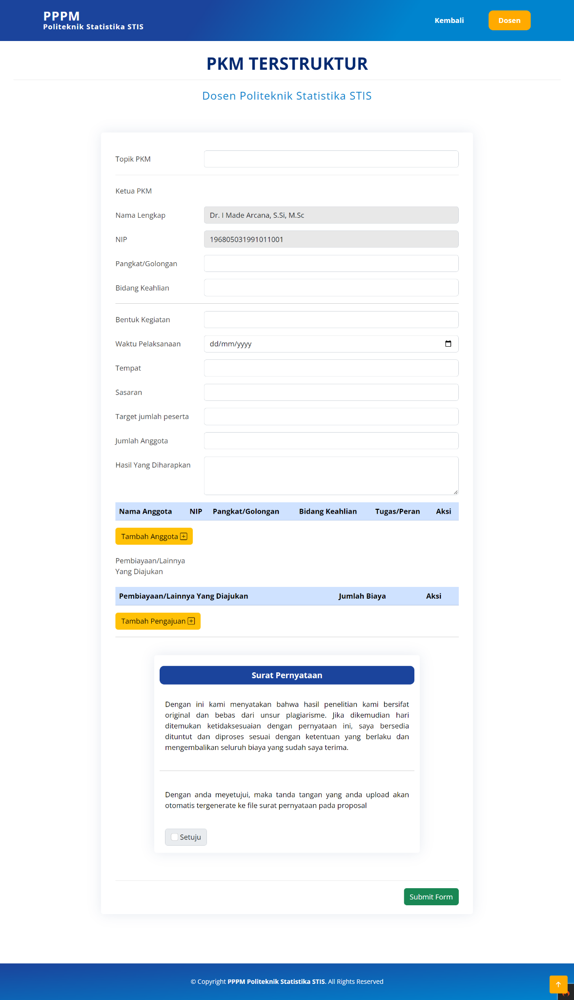 PPPM
Politeknik Statistika STIS
Kembali
Dosen
PKM TERSTRUKTUR
Dosen Politeknik Statistika STIS
Topik PKM
Ketua PKM
Nama Lengkap
Dr. I Made Arcana, S.Si, M.Sc
NIP
196805031991011001
Pangkat/Golongan
Bidang Keahlian
Bentuk Kegiatan
Waktu Pelaksanaan
dd/mm/yyyy
Tempat
Sasaran
Target jumlah peserta
Jumlah Anggota
Hasil Yang Diharapkan
Nama Anggota NIP Pangkat/Golongan Bidang Keahlian Tugas/Peran Aksi
Tambah Anggota
Pembiayaan/Lainnya
Yang Diajukan
Pembiayaan/Lainnya Yang Diajukan Jumlah Biaya Aksi
Tambah Pengajuan
Surat Pernyataan
Dengan ini kami menyatakan bahwa hasil penelitian kami bersifat
original dan bebas dari unsur plagiarisme. Jika dikemudian hari
ditemukan ketidaksesuaian dengan pernyataan ini, saya bersedia
dituntut dan diproses sesuai dengan ketentuan yang berlaku dan
mengembalikan seluruh biaya yang sudah saya terima.
Dengan anda meyetujui, maka tanda tangan yang anda upload akan
otomatis tergenerate ke file surat pernyataan pada proposal
Setuju
Submit Form
© Copyright PPPM Politeknik Statistika STIS. All Rights Reserved